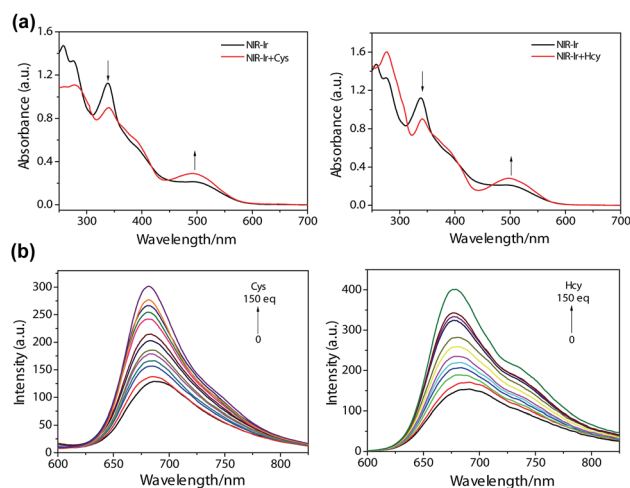 (a)
1.6
1.2
0.8
0.4
0.0
Absorbance (a.u.)
NIR-Ir
NIR-Ir+Cys
300 400 500 600 700
Wavelength/nm
1.6
1.2
0.8
0.4
0.0
Absorbance (a.u.)
NIR-Ir
NIR-Ir+Hcy
300 400 500 600 700
Wavelength/nm
(b)
350
300
250
200
150
100
50
0
Intensity (a.u.)
Cys
150 eq
0
600 650 700 750 800
Wavelength/nm
400
300
200
100
0
Intensity (a.u.)
Hcy
150 eq
0
600 650 700 750 800
Wavelength/nm